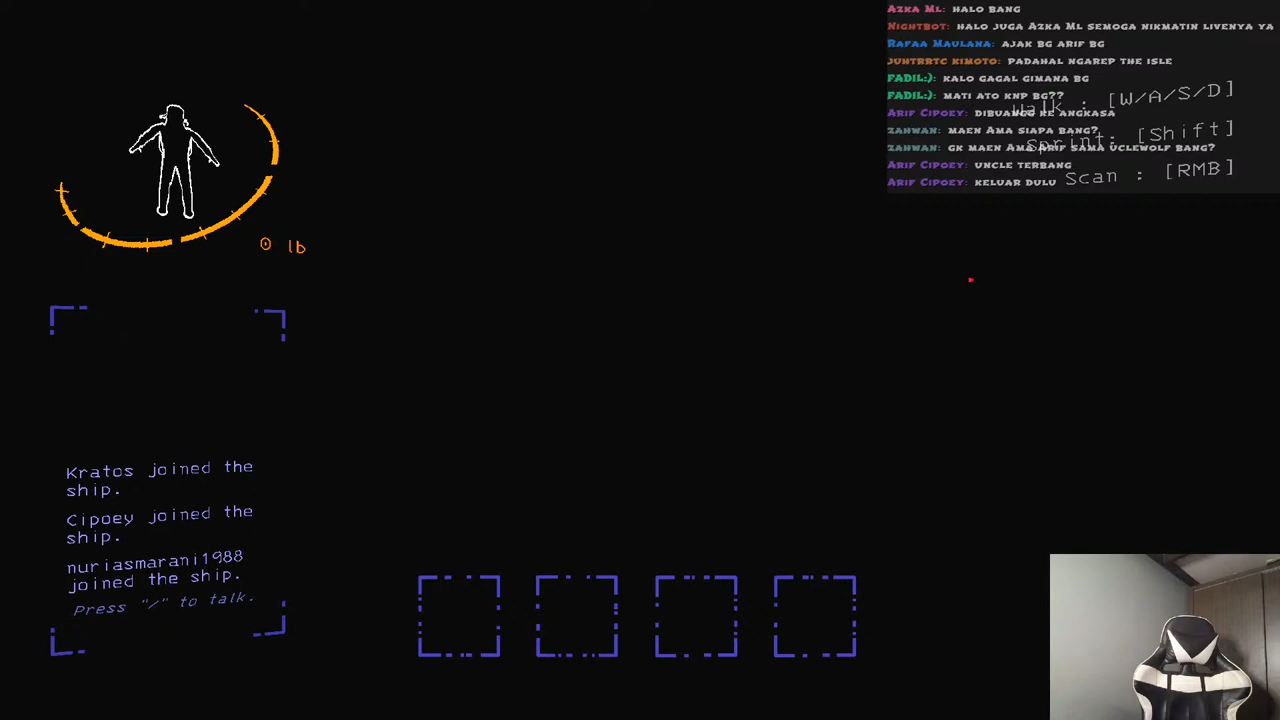 Azka Ml: HALO BANG
Nightbot: HALO JUGA AZKA ML SEMOGA NIKMATIN LIVENYA YA
Rafaa Maulana: AJAK BG ARIF BG
JUNTRRTC KIMOTO: PADAHAL NGAREP THE ISLE
FADIL:): KALO GAGAL GIMANA BG
FADIL:): MATI ATO KNP BG??
Arif Cipoey: DIBUANGG KE ANGKASA
zahwan: MAEN AMA SIAPA BANG?
zahwan: GK MAEN AMA ARIF SAMA UCLEWOLF BANG?
Arif Cipoey: UNCLE TERBANG
Arif Cipoey: KELUAR DULU
Walk : [W/A/S/D]
Sprint: [Shift]
Scan : [RMB]
0 lb
Kratos joined the
ship.
Cipoey joined the
ship.
nuriasmarani1988
joined the ship.
Press "/" to talk.